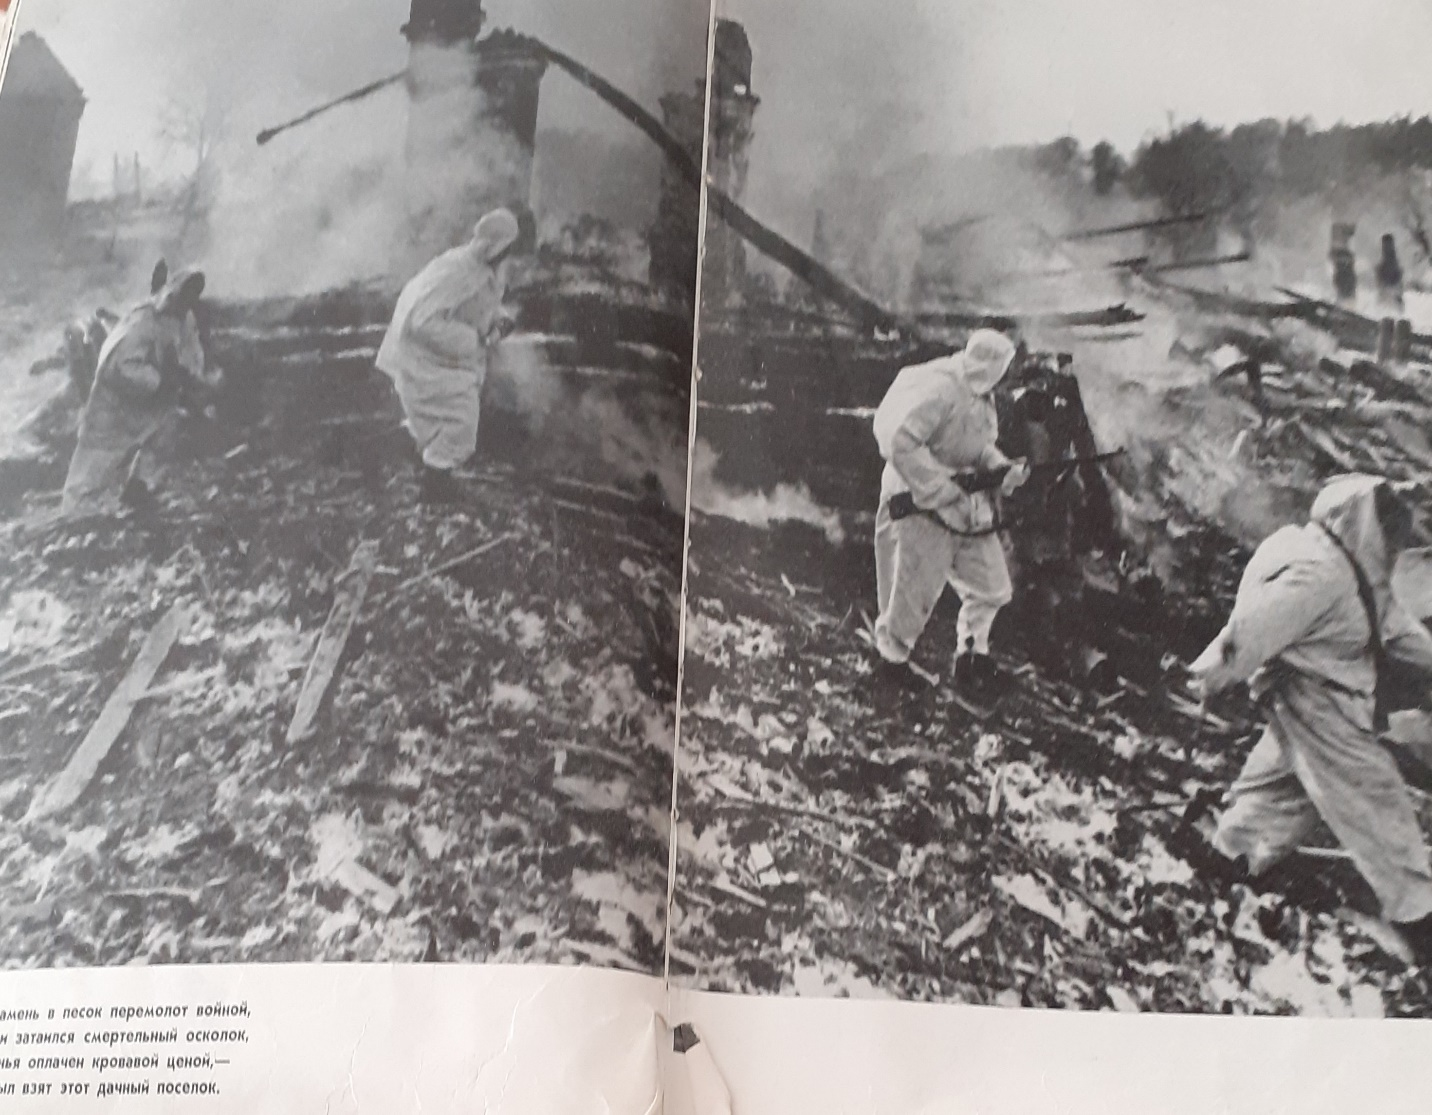 амень в песок перемолот войной,
и затаился смертельный осколок,
нья оплачен кровавой ценой,—
ыл взят этот дачный поселок.